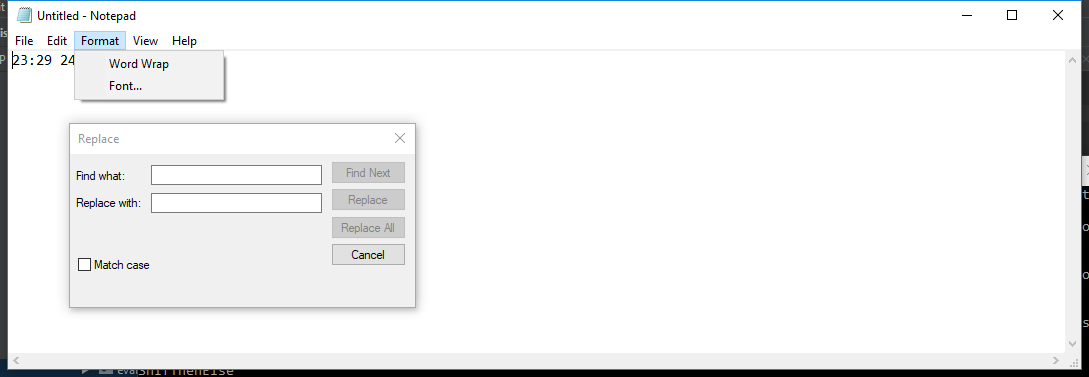 Untitled - Notepad
File Edit Format View Help
23:29 24
Word Wrap
Font...
Replace
Find what:
Find Next
Replace with:
Replace
Replace All
Cancel
Match case